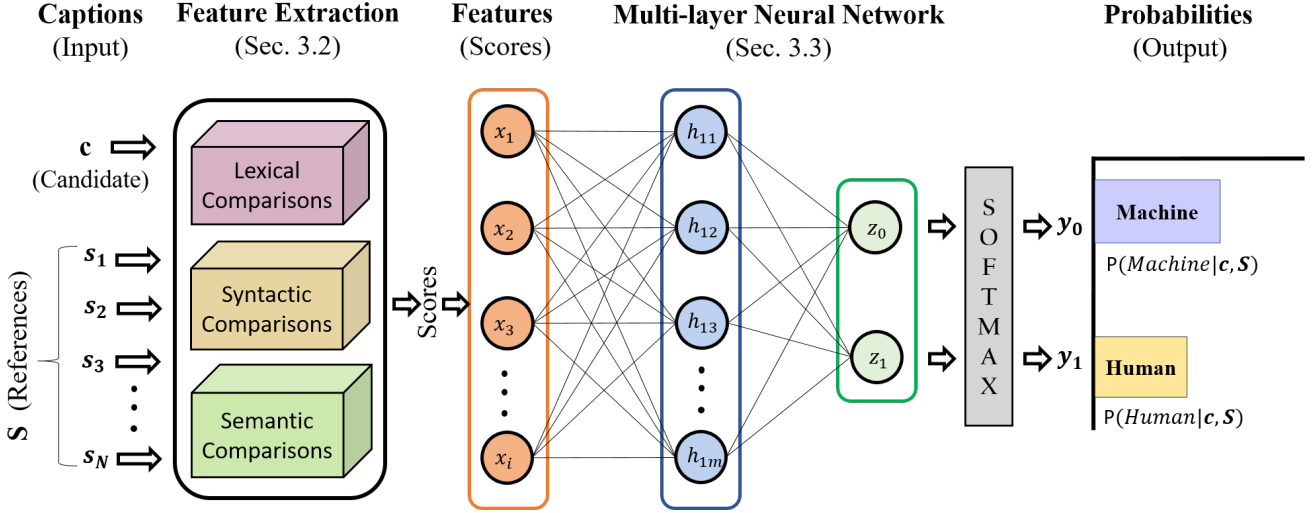 Captions
(Input)
Feature Extraction
(Sec. 3.2)
Features
(Scores)
Multi-layer Neural Network
(Sec. 3.3)
Probabilities
(Output)
c
(Candidate)
S (References)
s1
s2
s3
sN
Lexical
Comparisons
Syntactic
Comparisons
Semantic
Comparisons
Scores
x1
x2
x3
xi
h11
h12
h13
h1m
z0
z1
SOFTMAX
y0
Machine
P(Machine|c, S)
y1
Human
P(Human|c, S)